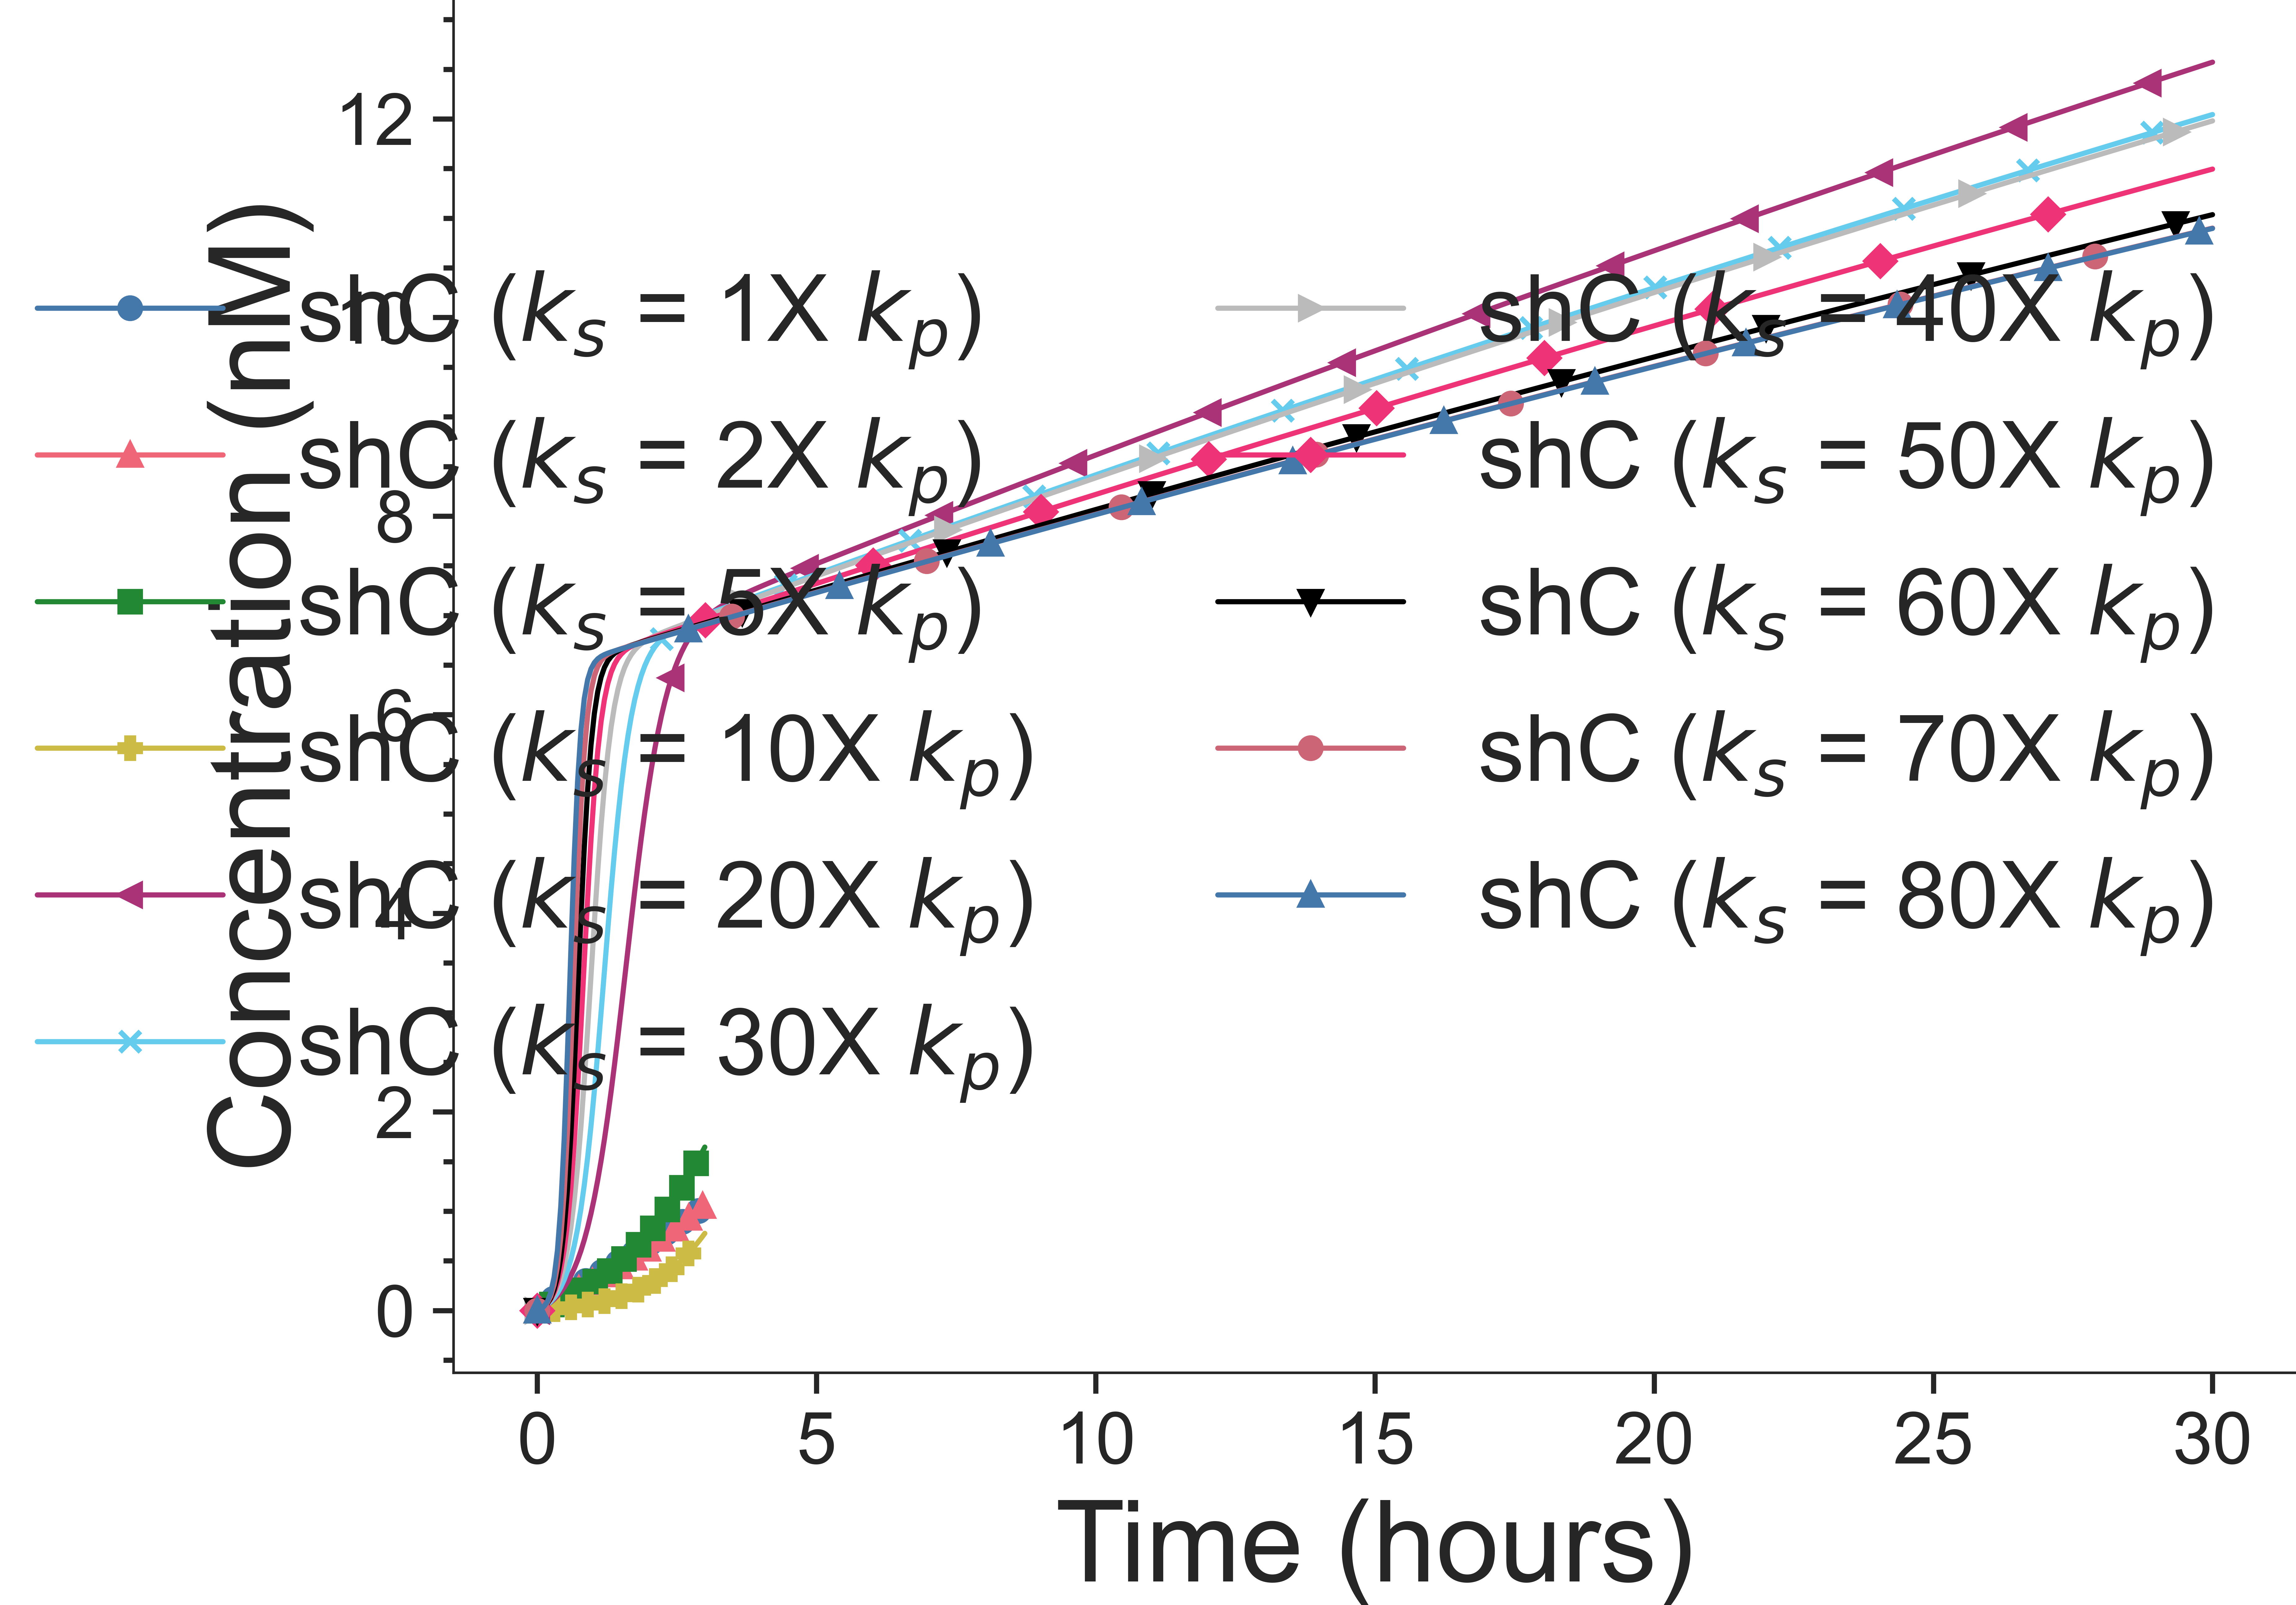 Concentration (nM)
12
10
8
6
4
2
0
shC (kₛ = 1X kₚ)
shC (kₛ = 2X kₚ)
shC (kₛ = 5X kₚ)
shC (kₛ = 10X kₚ)
shC (kₛ = 20X kₚ)
shC (kₛ = 30X kₚ)
shC (kₛ = 40X kₚ)
shC (kₛ = 50X kₚ)
shC (kₛ = 60X kₚ)
shC (kₛ = 70X kₚ)
shC (kₛ = 80X kₚ)
0 5 10 15 20 25 30
Time (hours)